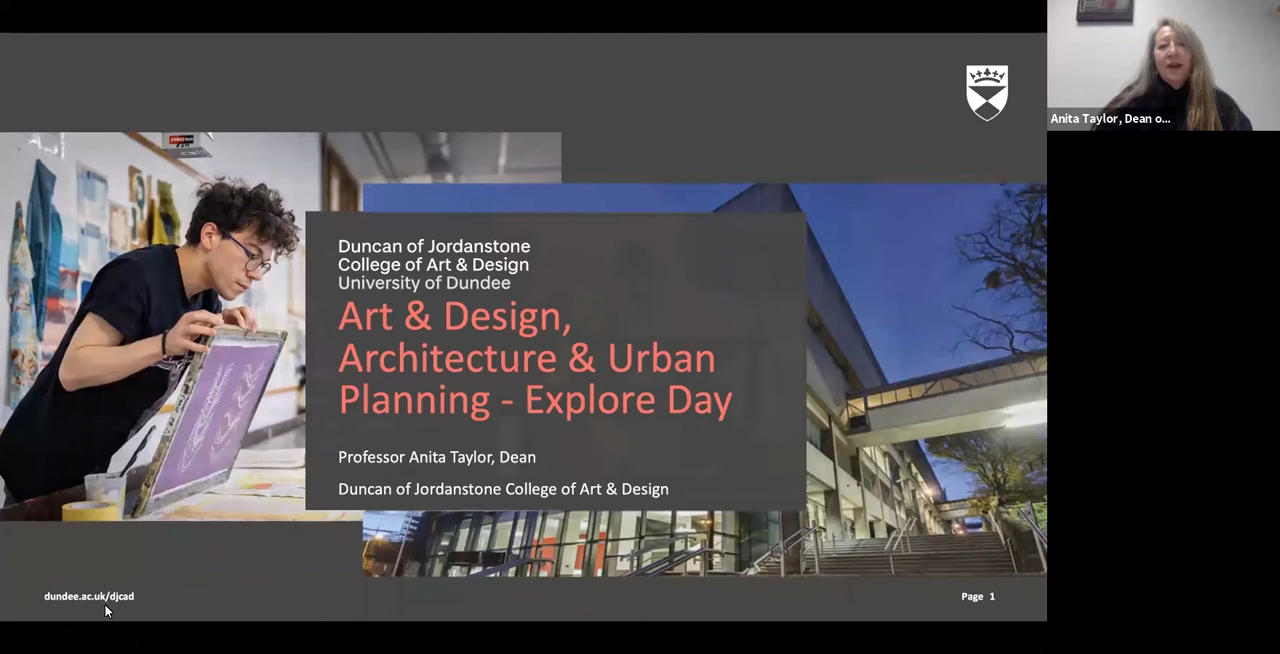 Anita Taylor, Dean o...
Duncan of Jordanstone
College of Art & Design
University of Dundee
Art & Design,
Architecture & Urban
Planning - Explore Day
Professor Anita Taylor, Dean
Duncan of Jordanstone College of Art & Design
dundee.ac.uk/djcad
Page 1